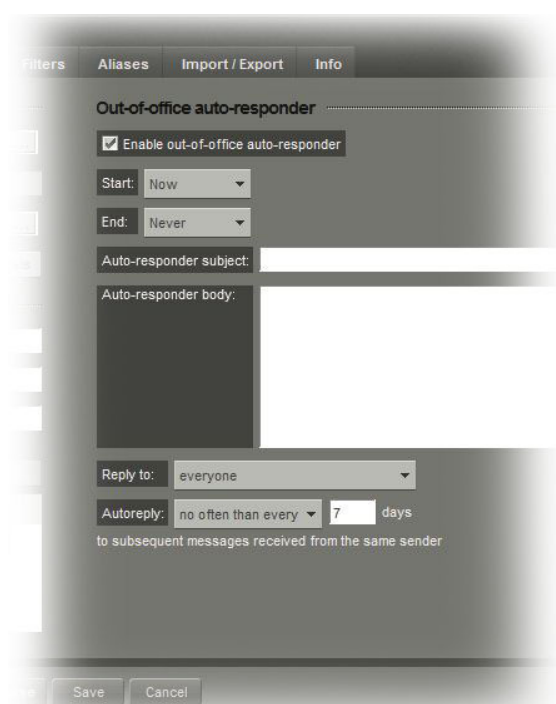 Filters Aliases Import / Export Info
Out-of-office auto-responder
Enable out-of-office auto-responder
Start: Now
End: Never
Auto-responder subject:
Auto-responder body:
Reply to: everyone
Autoreply: no often than every 7 days
to subsequent messages received from the same sender
Save Cancel